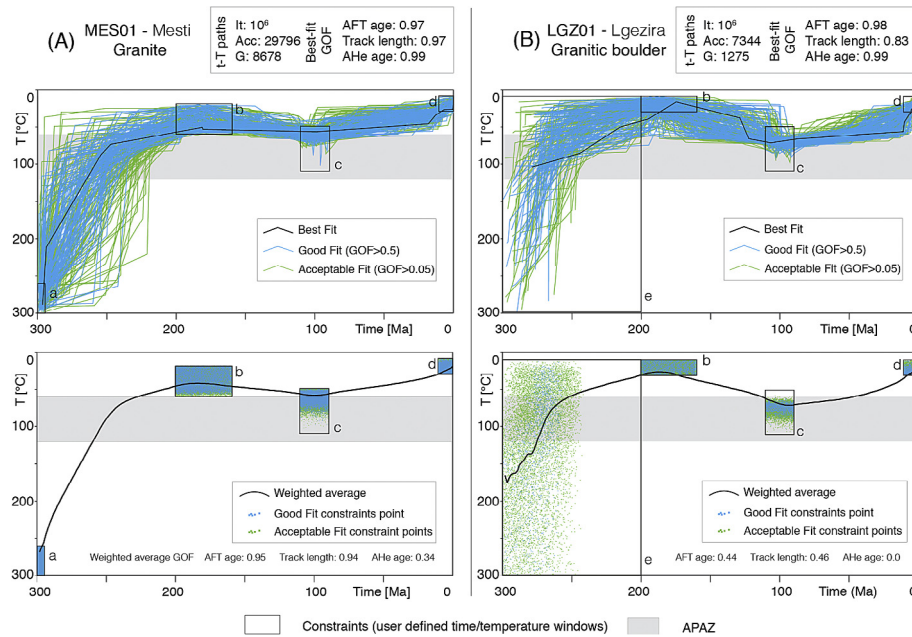 (A)
MES01 - Mesti
Granite
t-T paths
It: 10⁶
Acc: 29796
G: 8678
Best-fit
GOF
AFT age: 0.97
Track length: 0.97
AHe age: 0.99
0
100
200
300
T [°C]
a
b
c
d
Best Fit
Good Fit (GOF>0.5)
Acceptable Fit (GOF>0.05)
300
200
100
Time [Ma]
0
0
100
200
300
T [°C]
a
b
c
d
Weighted average
Good Fit constraints point
Acceptable Fit constraint points
Weighted average GOF AFT age: 0.95 Track length: 0.94 AHe age: 0.34
300
200
100
Time [Ma]
0
(B)
LGZ01 - Lgezira
Granitic boulder
t-T paths
It: 10⁶
Acc: 7344
G: 1275
Best-fit
GOF
AFT age: 0.98
Track length: 0.83
AHe age: 0.99
0
100
200
300
T [°C]
b
c
d
e
Best Fit
Good Fit (GOF>0.5)
Acceptable Fit (GOF>0.05)
300
200
100
Time [Ma]
0
0
100
200
300
T [°C]
b
c
d
e
Weighted average
Good Fit constraints point
Acceptable Fit constraint points
AFT age: 0.44 Track length: 0.46 AHe age: 0.0
300
200
100
Time [Ma]
0
Constraints (user defined time/temperature windows)
APAZ